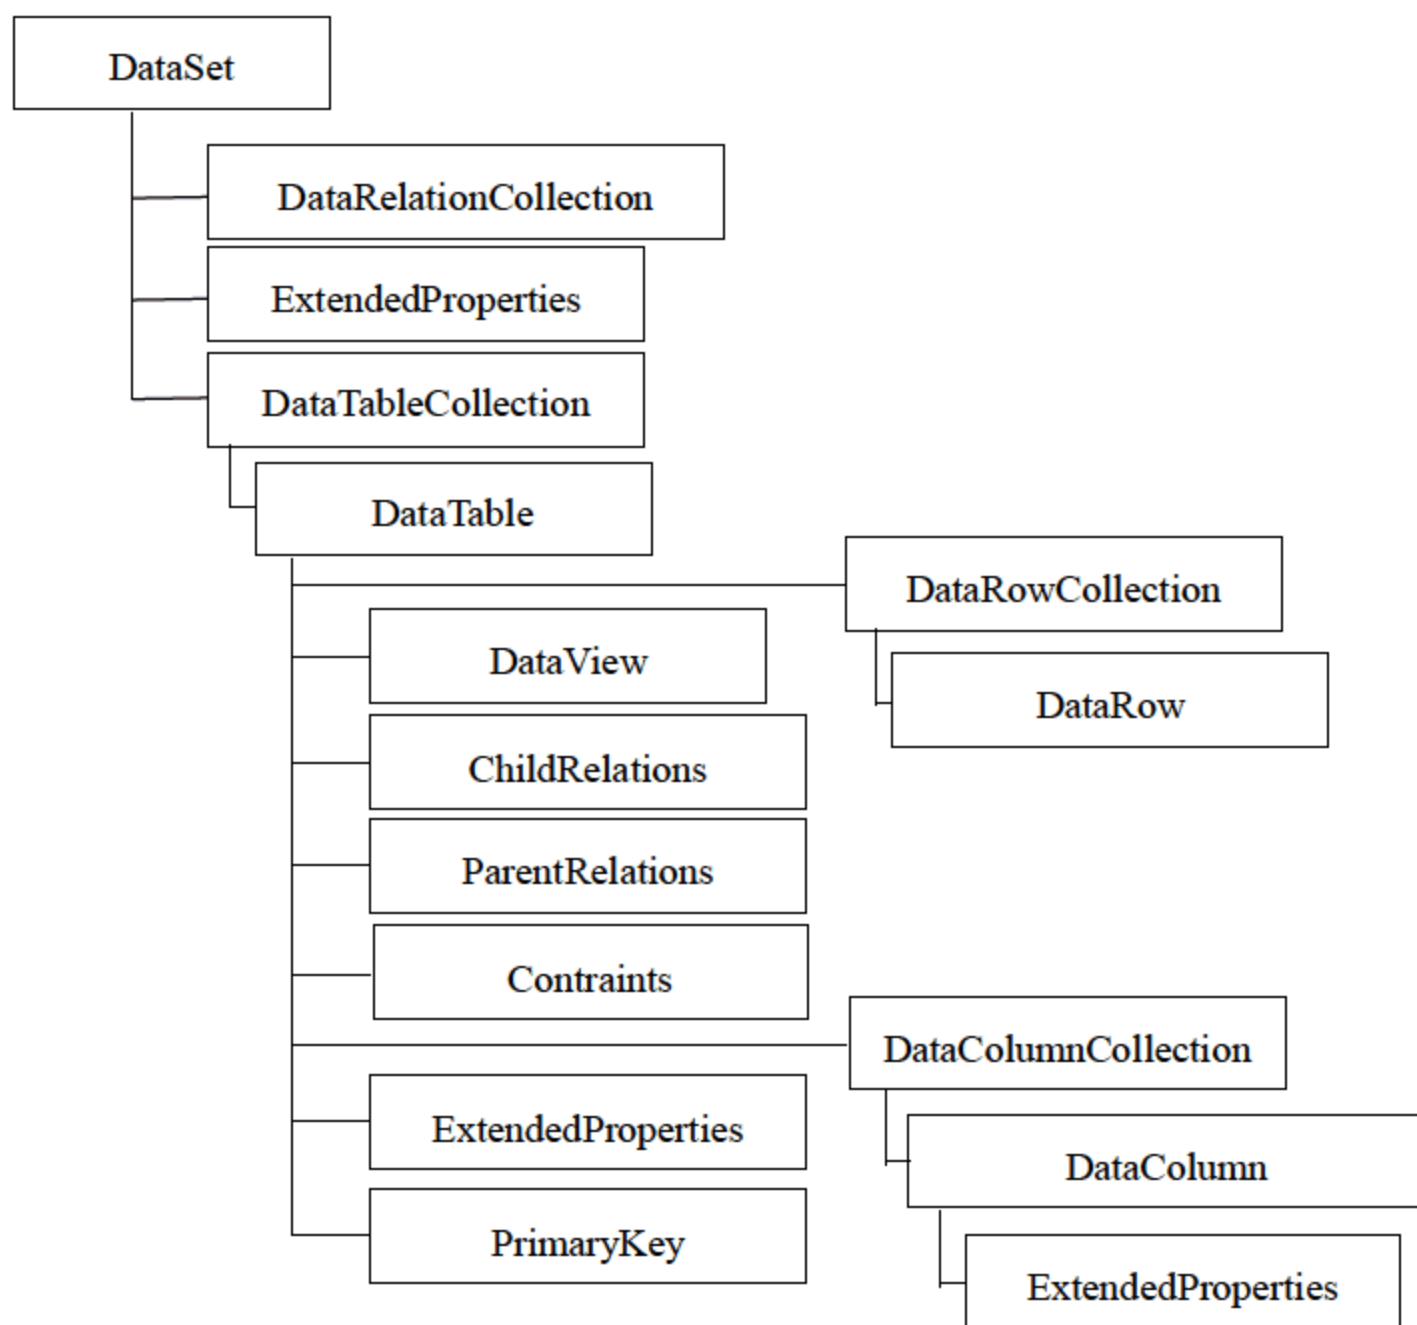 DataSet
DataRelationCollection
ExtendedProperties
DataTableCollection
DataTable
DataRowCollection
DataRow
DataView
ChildRelations
ParentRelations
Contraints
DataColumnCollection
DataColumn
ExtendedProperties
ExtendedProperties
PrimaryKey